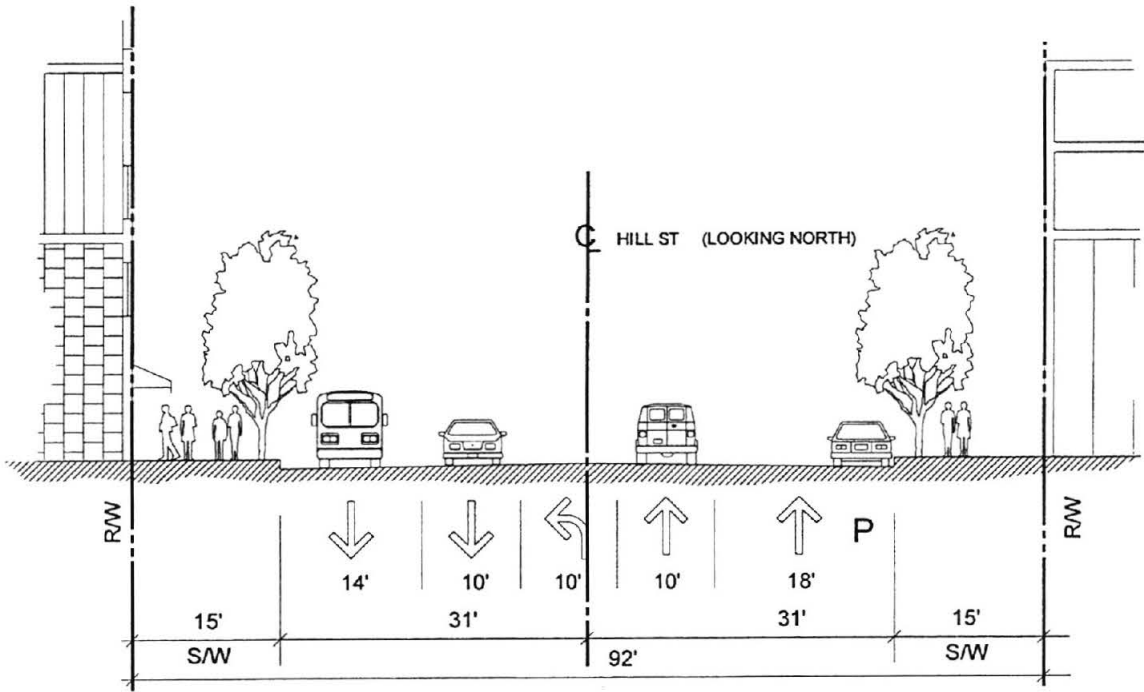 ℄ HILL ST (LOOKING NORTH)
R/W
R/W
P
14' 10' 10' 10' 18'
15' 31' 31' 15'
S/W 92' S/W